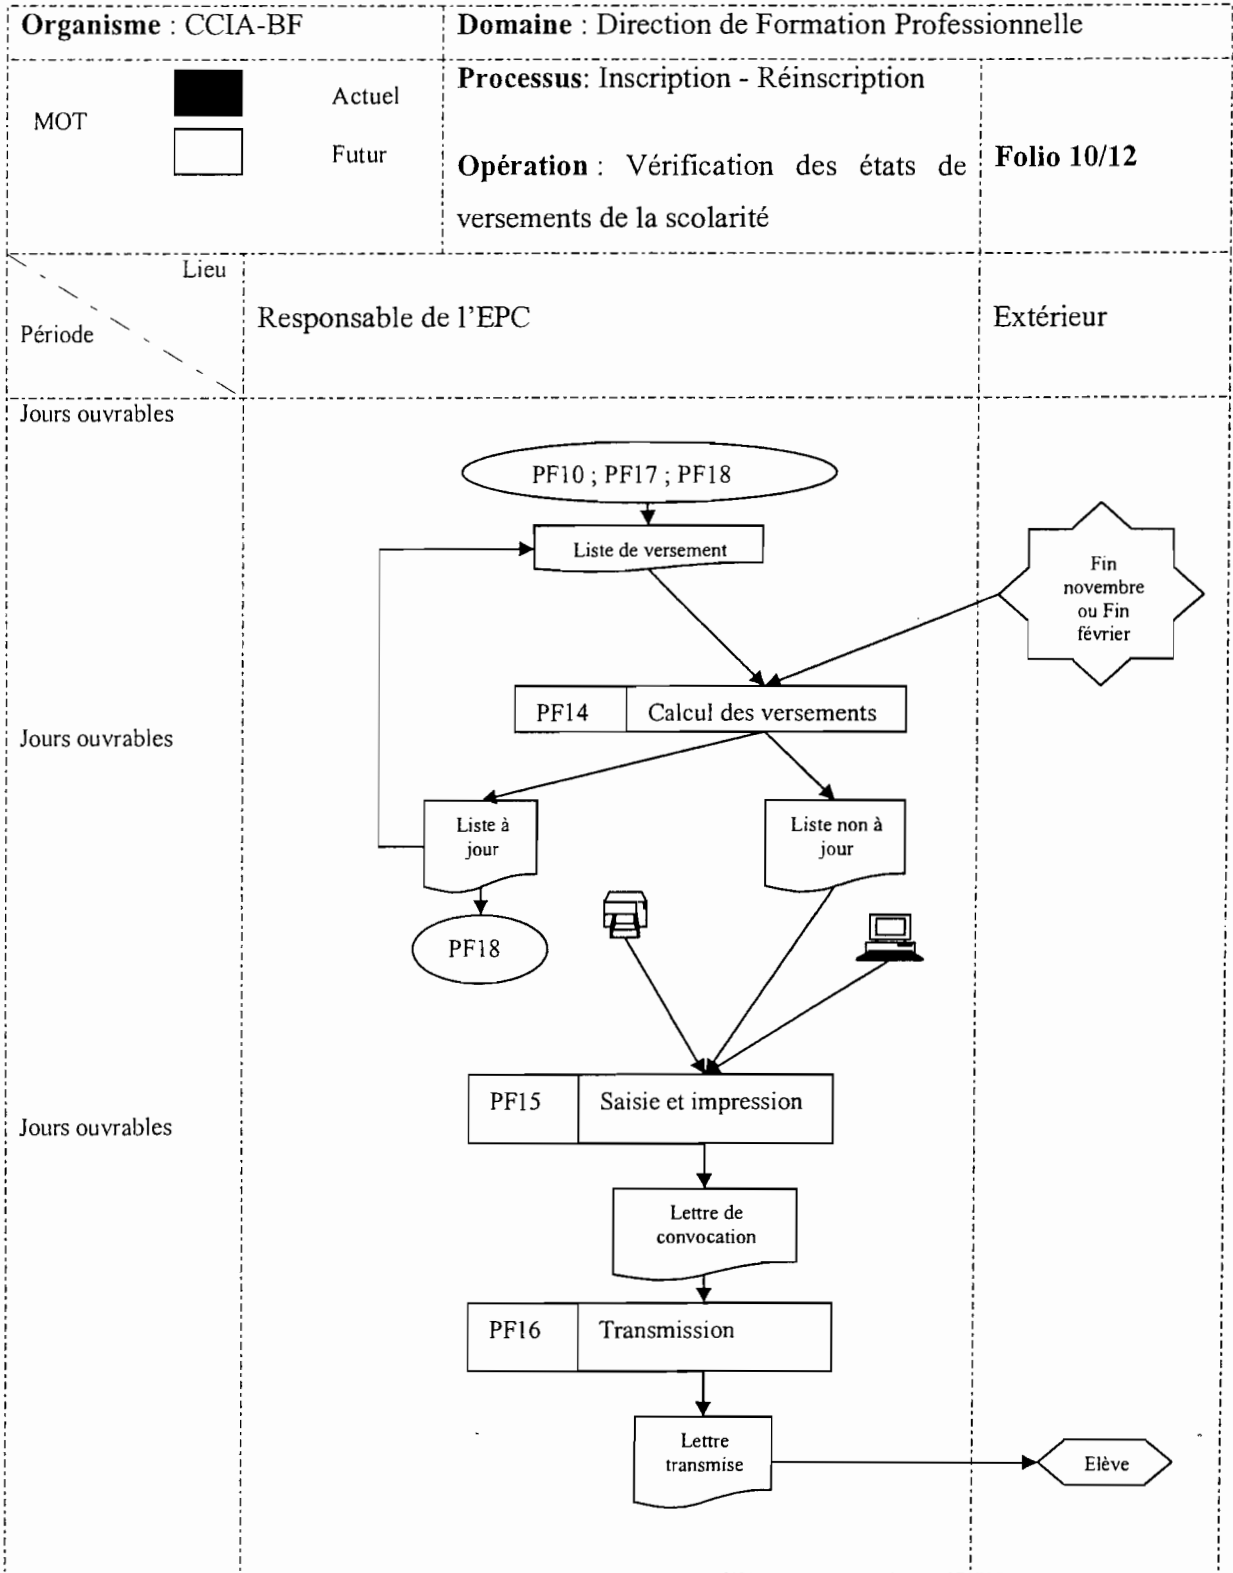 Organisme : CCIA-BF
Domaine : Direction de Formation Professionnelle
MOT
Actuel
Futur
Processus: Inscription - Réinscription
Opération : Vérification des états de
versements de la scolarité
Folio 10/12
Lieu
Période
Responsable de l'EPC
Extérieur
Jours ouvrables
PF10 ; PF17 ; PF18
Liste de versement
Fin
novembre
ou Fin
février
PF14
Calcul des versements
Jours ouvrables
Liste à
jour
Liste non à
jour
PF18
PF15
Saisie et impression
Jours ouvrables
Lettre de
convocation
PF16
Transmission
Lettre
transmise
Elève